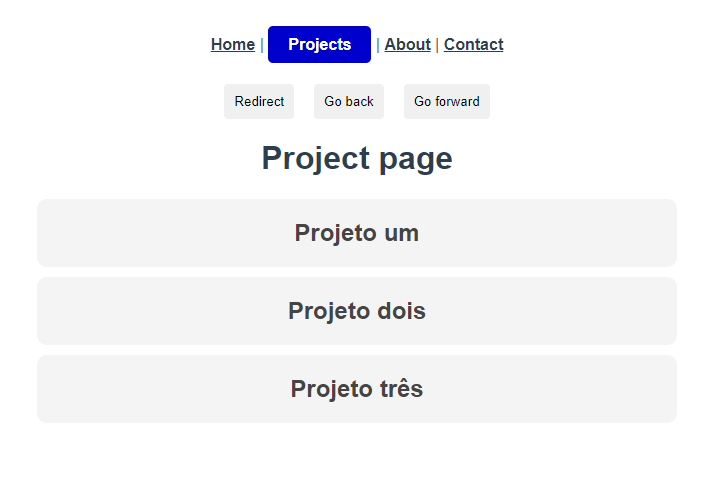 Home | Projects | About | Contact
Redirect Go back Go forward
Project page
Projeto um
Projeto dois
Projeto três